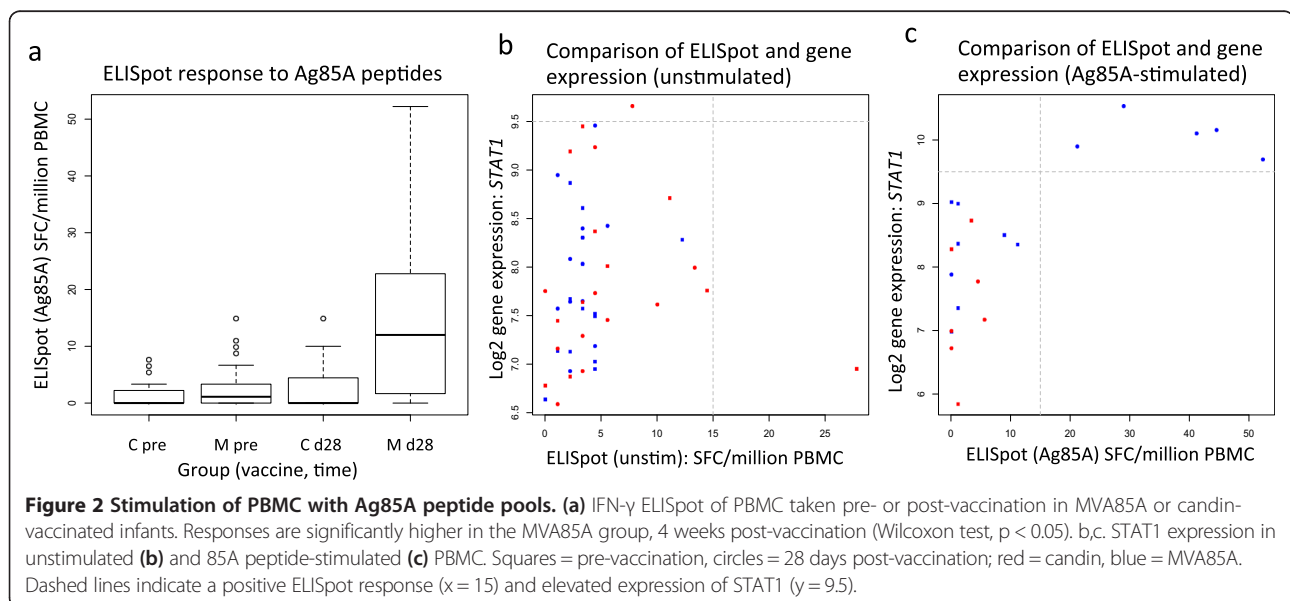 a
ELISpot response to Ag85A peptides
ELISpot (Ag85A) SFC/million PBMC
50
40
30
20
10
0
C pre M pre C d28 M d28
Group (vaccine, time)
b
Comparison of ELISpot and gene
expression (unstimulated)
Log2 gene expression: STAT1
9.5
9.0
8.5
8.0
7.5
7.0
6.5
0 5 10 15 20 25
ELISpot (unstim): SFC/million PBMC
c
Comparison of ELISpot and gene
expression (Ag85A-stimulated)
Log2 gene expression: STAT1
10
9
8
7
6
0 10 20 30 40 50
ELISpot (Ag85A) SFC/million PBMC
Figure 2 Stimulation of PBMC with Ag85A peptide pools. (a) IFN-γ ELISpot of PBMC taken pre- or post-vaccination in MVA85A or candin-
vaccinated infants. Responses are significantly higher in the MVA85A group, 4 weeks post-vaccination (Wilcoxon test, p < 0.05). b,c. STAT1 expression in
unstimulated (b) and 85A peptide-stimulated (c) PBMC. Squares = pre-vaccination, circles = 28 days post-vaccination; red = candin, blue = MVA85A.
Dashed lines indicate a positive ELISpot response (x = 15) and elevated expression of STAT1 (y = 9.5).